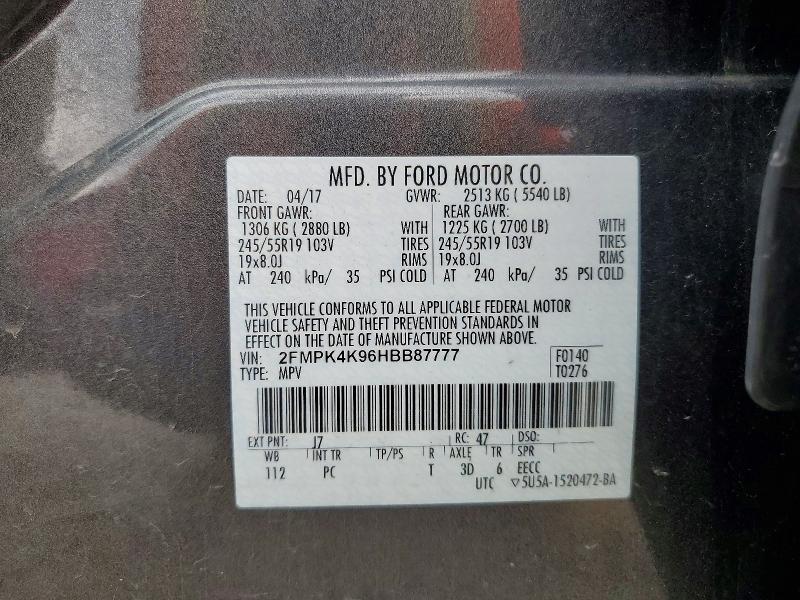 MFD. BY FORD MOTOR CO.
DATE: 04/17 GVWR: 2513 KG ( 5540 LB)
FRONT GAWR: REAR GAWR:
1306 KG ( 2880 LB) WITH 1225 KG ( 2700 LB) WITH
245/55R19 103V TIRES 245/55R19 103V TIRES
19x8.0J RIMS 19x8.0J RIMS
AT 240 kPa/ 35 PSI COLD AT 240 kPa/ 35 PSI COLD
THIS VEHICLE CONFORMS TO ALL APPLICABLE FEDERAL MOTOR
VEHICLE SAFETY AND THEFT PREVENTION STANDARDS IN
EFFECT ON THE DATE OF MANUFACTURE SHOWN ABOVE.
VIN: 2FMPK4K96HBB87777 F0140
TYPE: MPV T0276
EXT PNT: J7 RC: 47 DSO:
WB INT TR TP/PS R AXLE TR SPR
112 PC T 3D 6 EECC
UTC ▽5U5A-1520472-BA